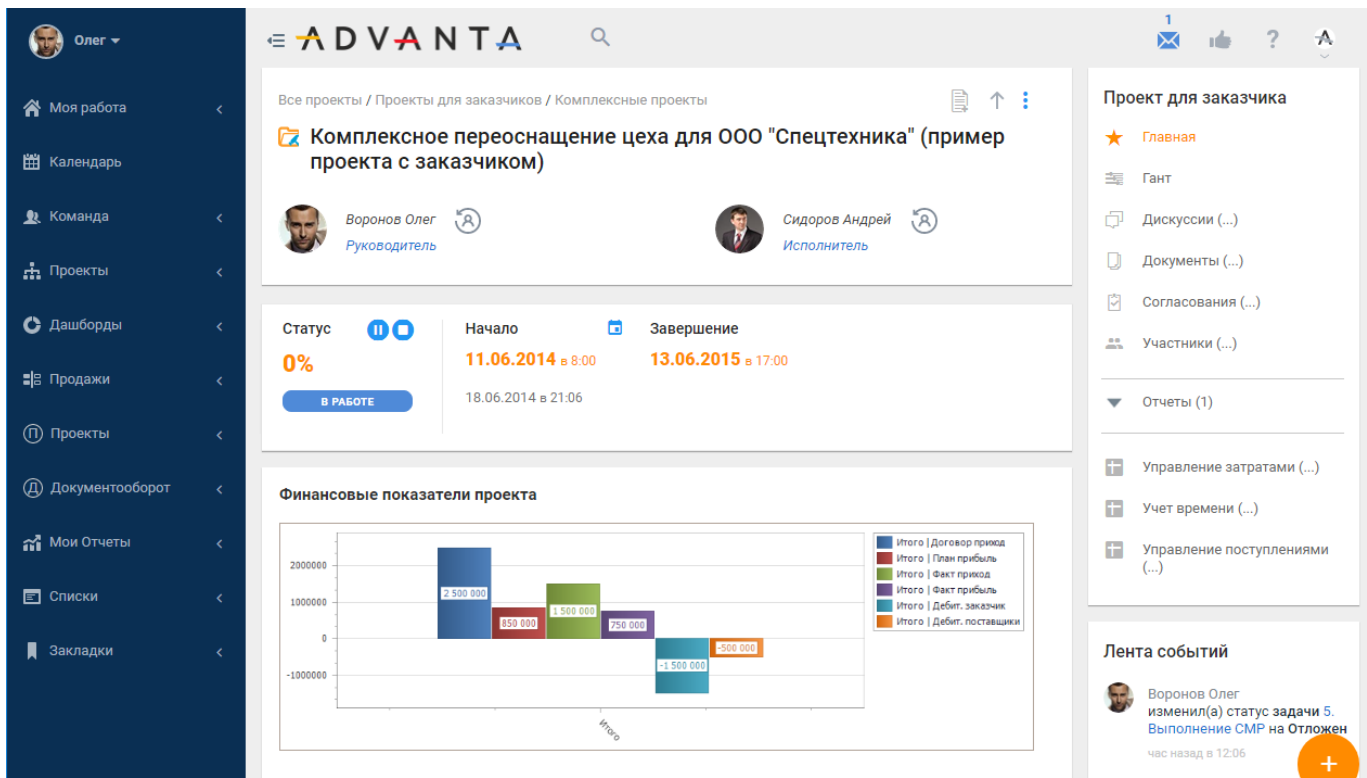 Олег
Моя работа
Календарь
Команда
Проекты
Дашборды
Продажи
П Проекты
Д Документооборот
Мои Отчеты
Списки
Закладки
ADVANTA
1
?
Все проекты / Проекты для заказчиков / Комплексные проекты
Комплексное переоснащение цеха для ООО "Спецтехника" (пример
проекта с заказчиком)
Воронов Олег
Руководитель
Сидоров Андрей
Исполнитель
Статус
0%
В РАБОТЕ
Начало
11.06.2014 в 8:00
18.06.2014 в 21:06
Завершение
13.06.2015 в 17:00
Финансовые показатели проекта
2000000
1000000
0
-1000000
2 500 000
850 000
1 500 000
750 000
-1 500 000
-500 000
Итого
Итого | Договор приход
Итого | План прибыль
Итого | Факт приход
Итого | Факт прибыль
Итого | Дебит. заказчик
Итого | Дебит. поставщики
Проект для заказчика
Главная
Гант
Дискуссии (...)
Документы (...)
Согласования (...)
Участники (...)
Отчеты (1)
Управление затратами (...)
Учет времени (...)
Управление поступлениями
(...)
Лента событий
Воронов Олег
изменил(а) статус задачи 5.
Выполнение СМР на Отложен
час назад в 12:06
+